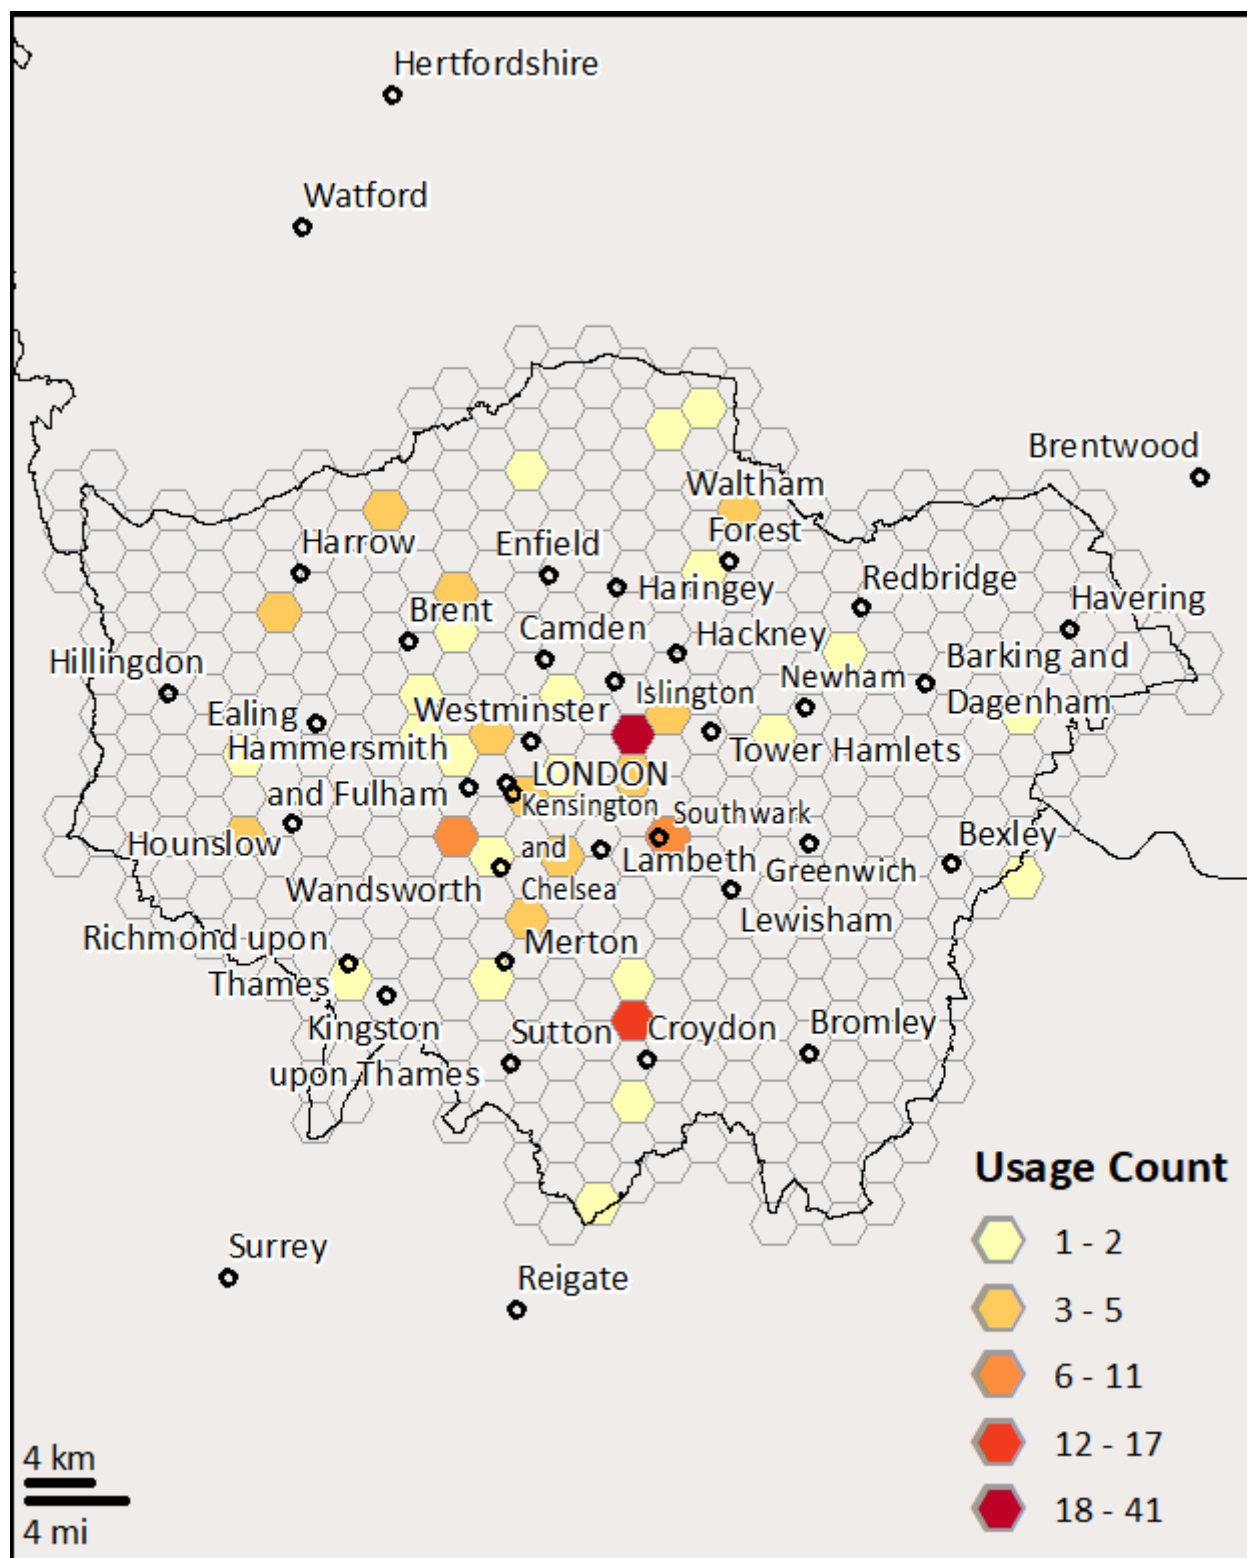 Hertfordshire
Watford
Brentwood
Waltham
Forest
Harrow
Enfield
Haringey
Redbridge
Havering
Brent
Camden
Hackney
Hillingdon
Barking and
Dagenham
Newham
Islington
Ealing
Westminster
Hammersmith
and Fulham
Tower Hamlets
LONDON
Kensington
and
Chelsea
Southwark
Hounslow
Bexley
Lambeth
Greenwich
Wandsworth
Lewisham
Richmond upon
Thames
Merton
Kingston
upon Thames
Sutton
Croydon
Bromley
Surrey
Reigate
Usage Count
1 - 2
3 - 5
6 - 11
12 - 17
18 - 41
4 km
4 mi